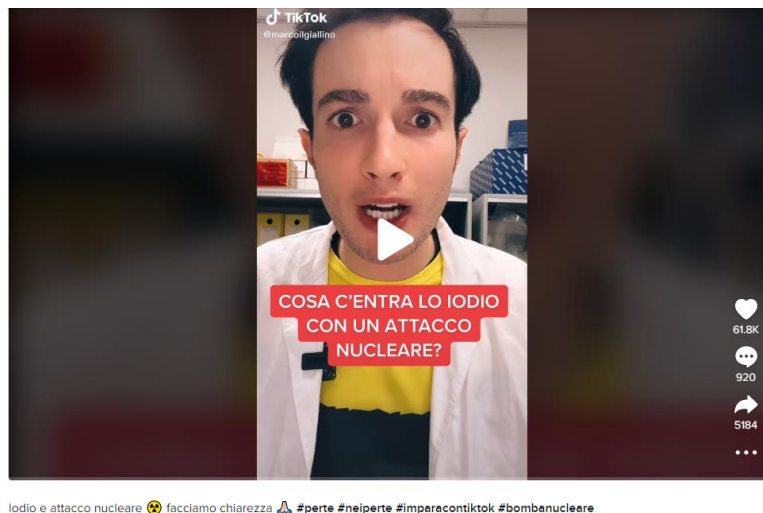 TikTok
@marcoilgiallino
COSA C'ENTRA LO IODIO
CON UN ATTACCO
NUCLEARE?
61.8K
920
5184
Iodio e attacco nucleare ☢️ facciamo chiarezza 🙏🏻 #perte #neiperte #imparacontiktok #bombanucleare